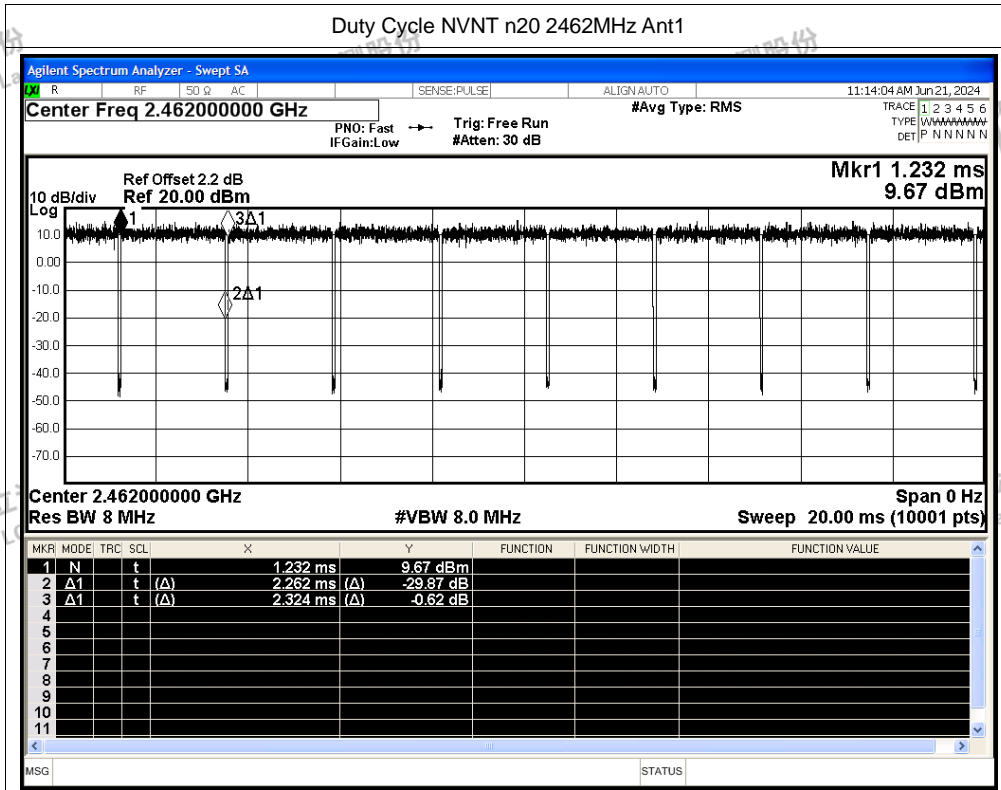 Duty Cycle NVNT n20 2462MHz Ant1
Agilent Spectrum Analyzer - Swept SA
LXI R RF 50 Ω AC SENSE:PULSE ALIGN AUTO 11:14:04 AM Jun 21, 2024
Center Freq 2.462000000 GHz #Avg Type: RMS TRACE 1 2 3 4 5 6
PNO: Fast Trig: Free Run TYPE
IFGain:Low #Atten: 30 dB DET P N N N N N
Mkr1 1.232 ms
Ref Offset 2.2 dB
10 dB/div Ref 20.00 dBm 9.67 dBm
Log
1 3Δ1
10.0
0.00
-10.0
2Δ1
-20.0
-30.0
-40.0
-50.0
-60.0
-70.0
Center 2.462000000 GHz Span 0 Hz
Res BW 8 MHz #VBW 8.0 MHz Sweep 20.00 ms (10001 pts)
MKR MODE TRC SCL X Y FUNCTION FUNCTION WIDTH FUNCTION VALUE
1 N t 1.232 ms 9.67 dBm
2 Δ1 t (Δ) 2.262 ms (Δ) -29.87 dB
3 Δ1 t (Δ) 2.324 ms (Δ) -0.62 dB
4
5
6
7
8
9
10
11
MSG STATUS